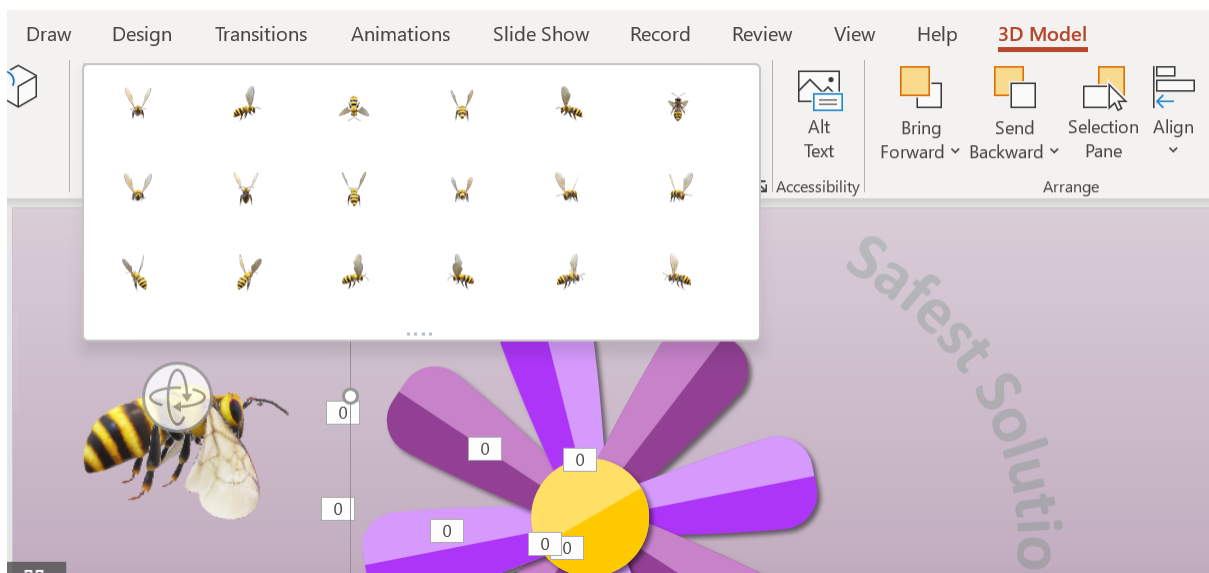 Draw Design Transitions Animations Slide Show Record Review View Help 3D Model
Alt
Text
Bring
Forward
Send
Backward
Selection
Pane
Align
Accessibility
Arrange
Safest Solutio
0
0
0
0
0
0
0